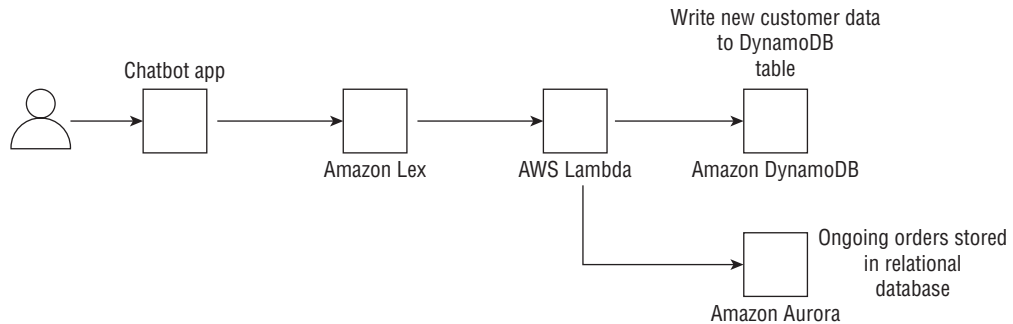 Write new customer data
to DynamoDB
table
Chatbot app
Amazon Lex
AWS Lambda
Amazon DynamoDB
Ongoing orders stored
in relational
database
Amazon Aurora